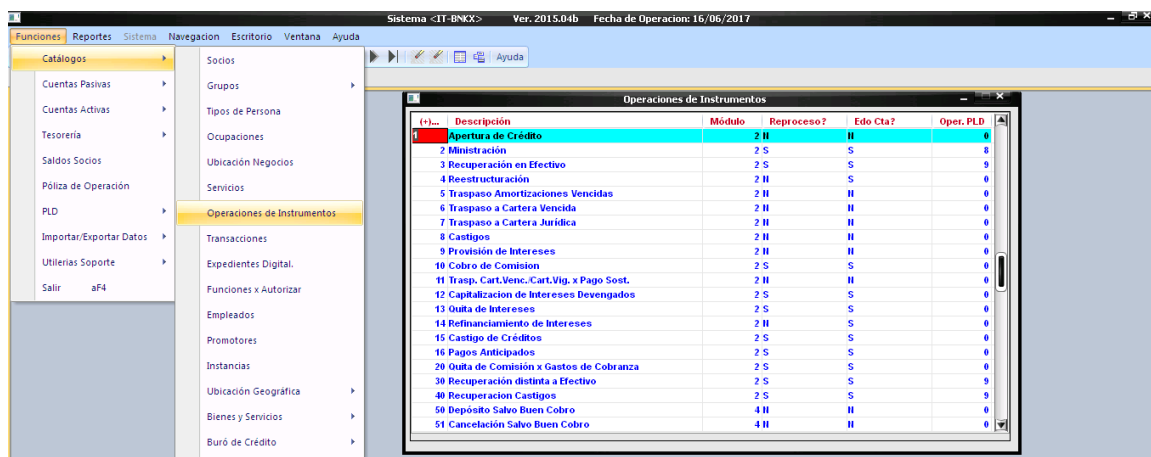 Sistema <IT-BNKX> Ver. 2015.04b Fecha de Operacion: 16/06/2017
Funciones Reportes Sistema Navegacion Escritorio Ventana Ayuda
Ayuda
Catálogos
Cuentas Pasivas
Cuentas Activas
Tesorería
Saldos Socios
Póliza de Operación
PLD
Importar/Exportar Datos
Utilerias Soporte
Salir aF4
Socios
Grupos
Tipos de Persona
Ocupaciones
Ubicación Negocios
Servicios
Operaciones de Instrumentos
Transacciones
Expedientes Digital.
Funciones x Autorizar
Empleados
Promotores
Instancias
Ubicación Geográfica
Bienes y Servicios
Buró de Crédito
Operaciones de Instrumentos
(+)... Descripción Módulo Reproceso? Edo Cta? Oper. PLD
1 Apertura de Crédito 2 N N 0
2 Ministración 2 S S 8
3 Recuperación en Efectivo 2 S S 9
4 Reestructuración 2 N S 0
5 Traspaso Amortizaciones Vencidas 2 N N 0
6 Traspaso a Cartera Vencida 2 N N 0
7 Traspaso a Cartera Jurídica 2 N N 0
8 Castigos 2 N N 0
9 Provisión de Intereses 2 N N 0
10 Cobro de Comision 2 S S 0
11 Trasp. Cart.Venc./Cart.Vig. x Pago Sost. 2 N N 0
12 Capitalizacion de Intereses Devengados 2 S S 0
13 Quita de Intereses 2 S S 0
14 Refinanciamiento de Intereses 2 N S 0
15 Castigo de Créditos 2 S S 0
16 Pagos Anticipados 2 S S 0
20 Quita de Comisión x Gastos de Cobranza 2 S S 0
30 Recuperación distinta a Efectivo 2 S S 9
40 Recuperacion Castigos 2 S S 9
50 Depósito Salvo Buen Cobro 4 N N 0
51 Cancelación Salvo Buen Cobro 4 N N 0